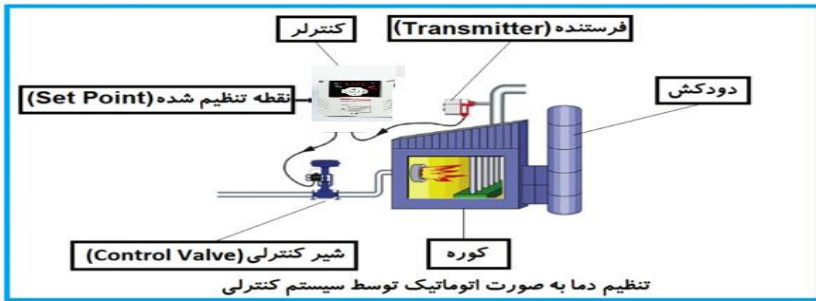 کنترلر
فرستنده (Transmitter)
نقطه تنظیم شده (Set Point)
دودکش
شیر کنترلی (Control Valve)
کوره
تنظیم دما به صورت اتوماتیک توسط سیستم کنترلی